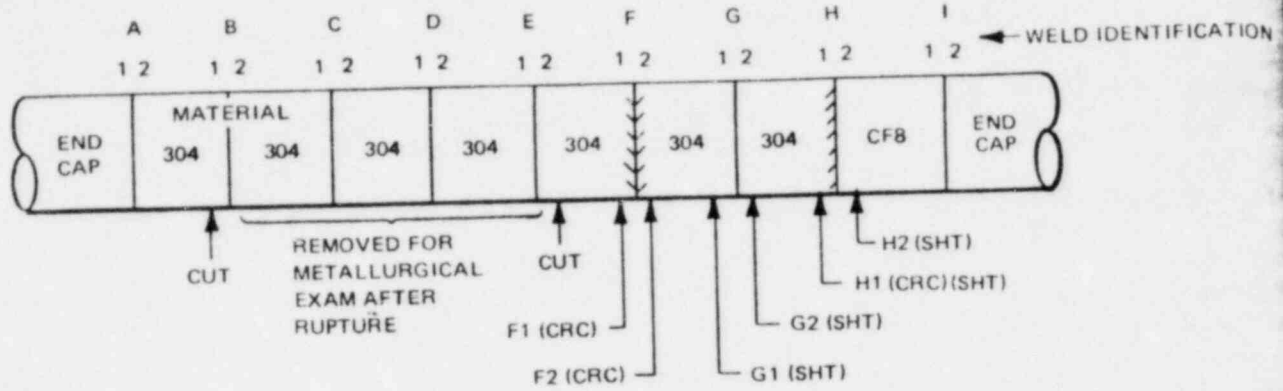 A B C D E F G H I
WELD IDENTIFICATION
1 2 1 2 1 2 1 2 1 2 1 2 1 2 1 2 1 2
MATERIAL
END
CAP
304 304 304 304 304 304 304 CF8
END
CAP
CUT
REMOVED FOR
METALLURGICAL
EXAM AFTER
RUPTURE
CUT
H2 (SHT)
H1 (CRC) (SHT)
F1 (CRC)
G2 (SHT)
F2 (CRC)
G1 (SHT)